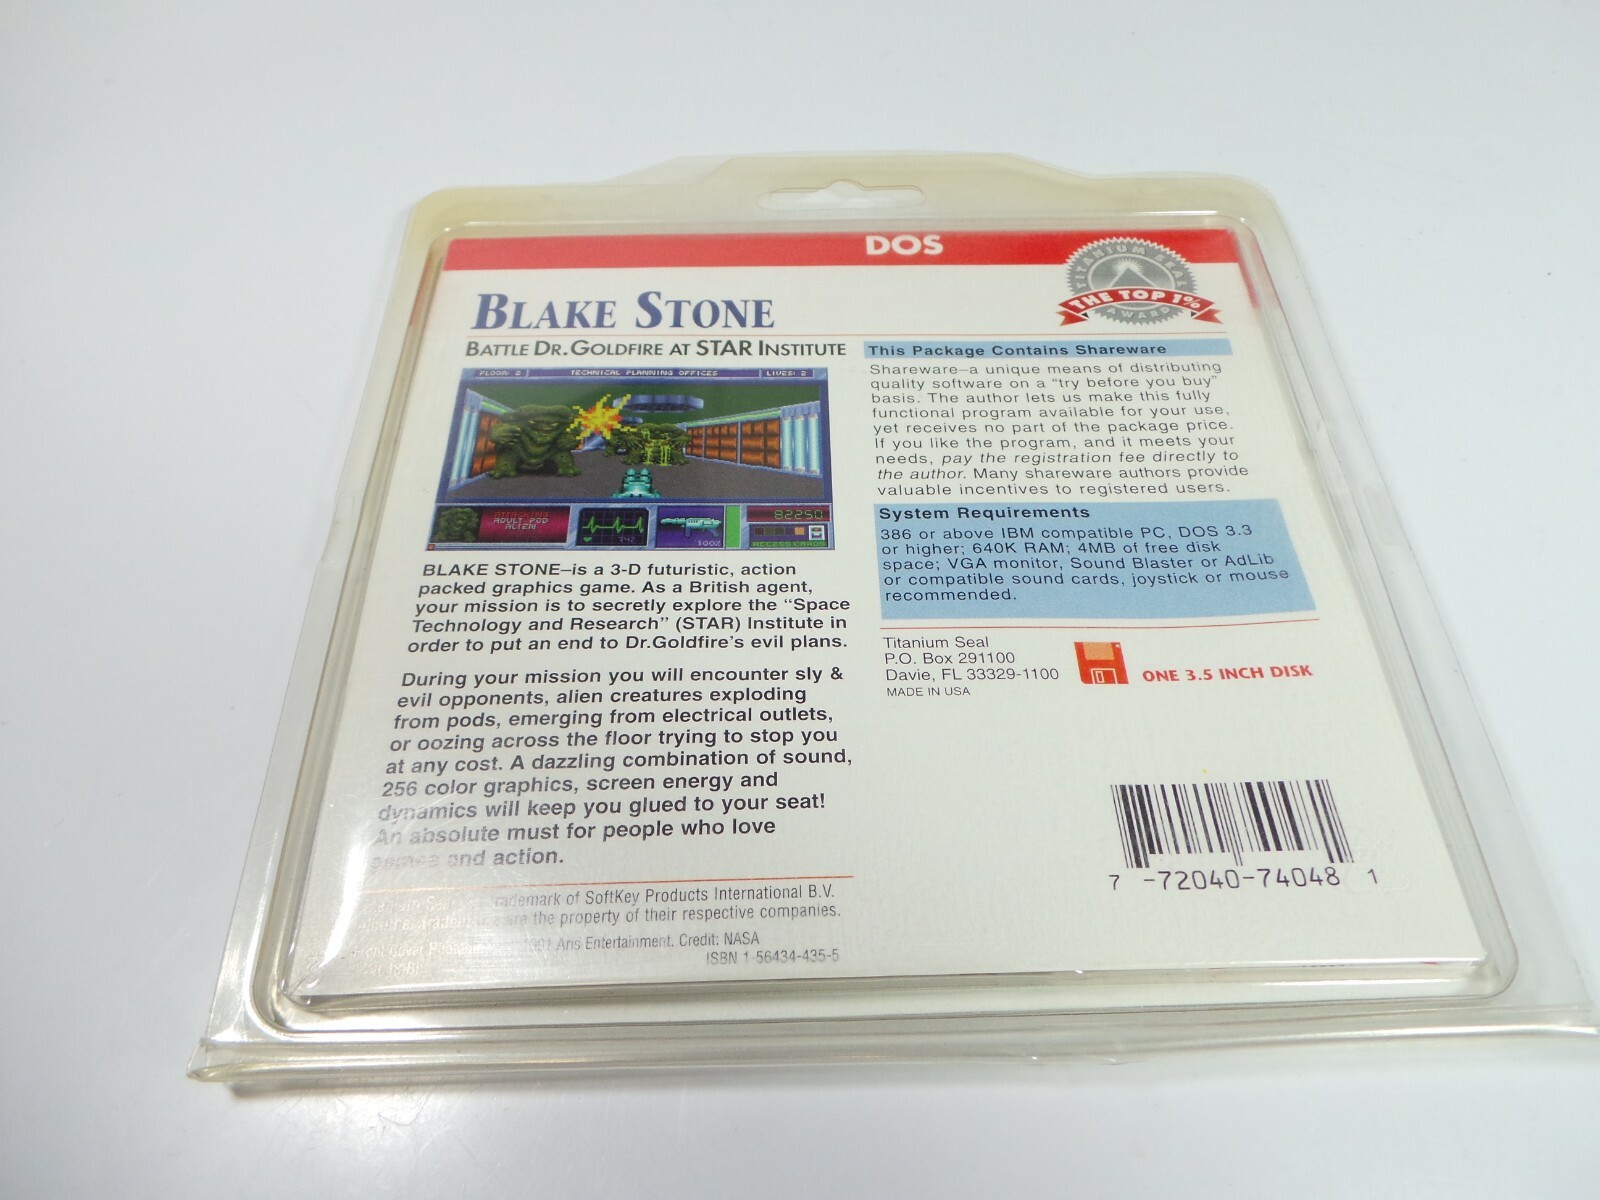 DOS
TITANIUM SEAL
THE TOP 1%
AWARD
BLAKE STONE
BATTLE DR.GOLDFIRE AT STAR INSTITUTE
FLOOR: 2
TECHNICAL PLANNING OFFICES
LIVES: 2
ATTACKING
ADULT POD
ALIEN
100%
82250
ACCESS CARDS
BLAKE STONE–is a 3-D futuristic, action
packed graphics game. As a British agent,
your mission is to secretly explore the “Space
Technology and Research” (STAR) Institute in
order to put an end to Dr.Goldfire's evil plans.
During your mission you will encounter sly &
evil opponents, alien creatures exploding
from pods, emerging from electrical outlets,
or oozing across the floor trying to stop you
at any cost. A dazzling combination of sound,
256 color graphics, screen energy and
dynamics will keep you glued to your seat!
An absolute must for people who love
games and action.
trademark of SoftKey Products International B.V.
are the property of their respective companies.
Aris Entertainment. Credit: NASA
ISBN 1-56434-435-5
This Package Contains Shareware
Shareware–a unique means of distributing
quality software on a “try before you buy”
basis. The author lets us make this fully
functional program available for your use,
yet receives no part of the package price.
If you like the program, and it meets your
needs, pay the registration fee directly to
the author. Many shareware authors provide
valuable incentives to registered users.
System Requirements
386 or above IBM compatible PC, DOS 3.3
or higher; 640K RAM; 4MB of free disk
space; VGA monitor, Sound Blaster or AdLib
or compatible sound cards, joystick or mouse
recommended.
Titanium Seal
P.O. Box 291100
Davie, FL 33329-1100
MADE IN USA
ONE 3.5 INCH DISK
7 -72040-74048 1